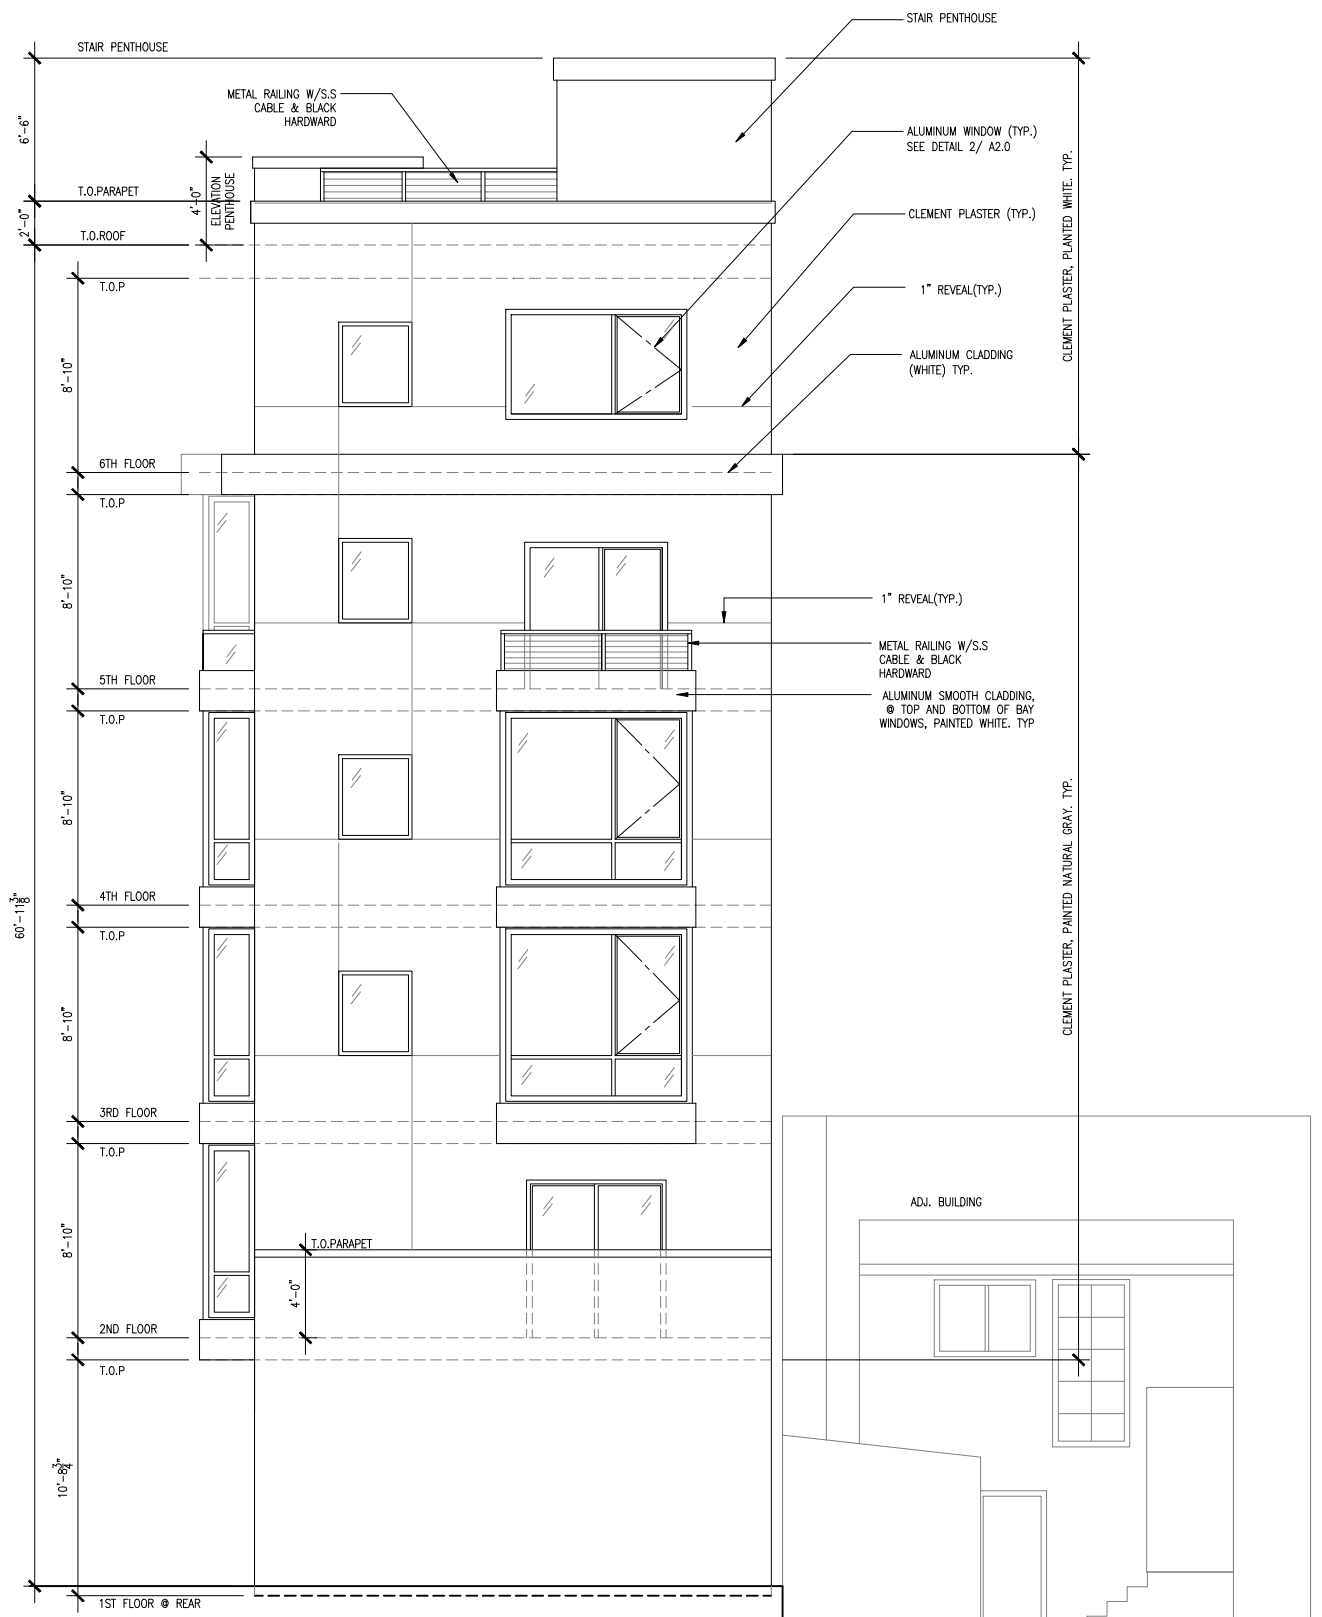 STAIR PENTHOUSE
STAIR PENTHOUSE
METAL RAILING W/S.S
CABLE & BLACK
HARDWARD
6'-6"
ALUMINUM WINDOW (TYP.)
SEE DETAIL 2/ A2.0
T.O.PARAPET
4'-0"
ELEVATION
PENTHOUSE
2'-0"
T.O.ROOF
CLEMENT PLASTER (TYP.)
CLEMENT PLASTER, PLANTED WHITE. TYP.
T.O.P
1" REVEAL(TYP.)
8'-10"
ALUMINUM CLADDING
(WHITE) TYP.
6TH FLOOR
T.O.P
8'-10"
1" REVEAL(TYP.)
METAL RAILING W/S.S
CABLE & BLACK
HARDWARD
5TH FLOOR
ALUMINUM SMOOTH CLADDING,
@ TOP AND BOTTOM OF BAY
WINDOWS, PAINTED WHITE. TYP
T.O.P
8'-10"
60'-11 3/8"
4TH FLOOR
CLEMENT PLASTER, PAINTED NATURAL GRAY. TYP.
T.O.P
8'-10"
3RD FLOOR
T.O.P
ADJ. BUILDING
8'-10"
T.O.PARAPET
4'-0"
2ND FLOOR
T.O.P
10'-8 3/4"
1ST FLOOR @ REAR